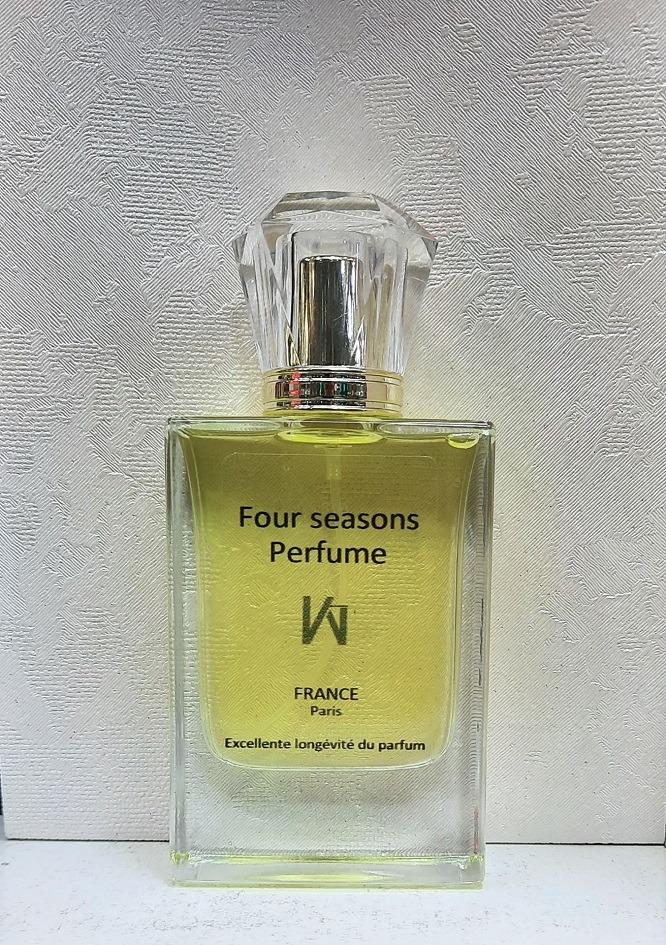 Four seasons
Perfume
FRANCE
Paris
Excellente longévité du parfum